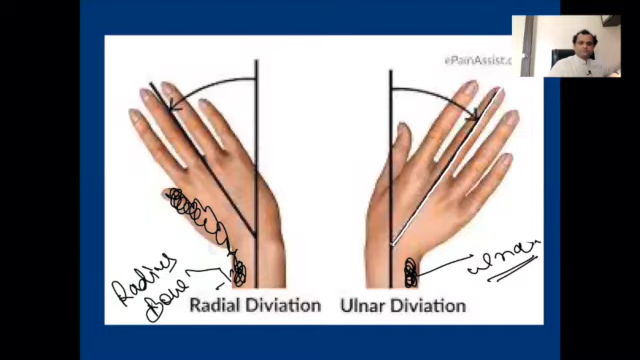 ePainAssist.c
Radius
Bone
ulnar
Radial Diviation
Ulnar Diviation